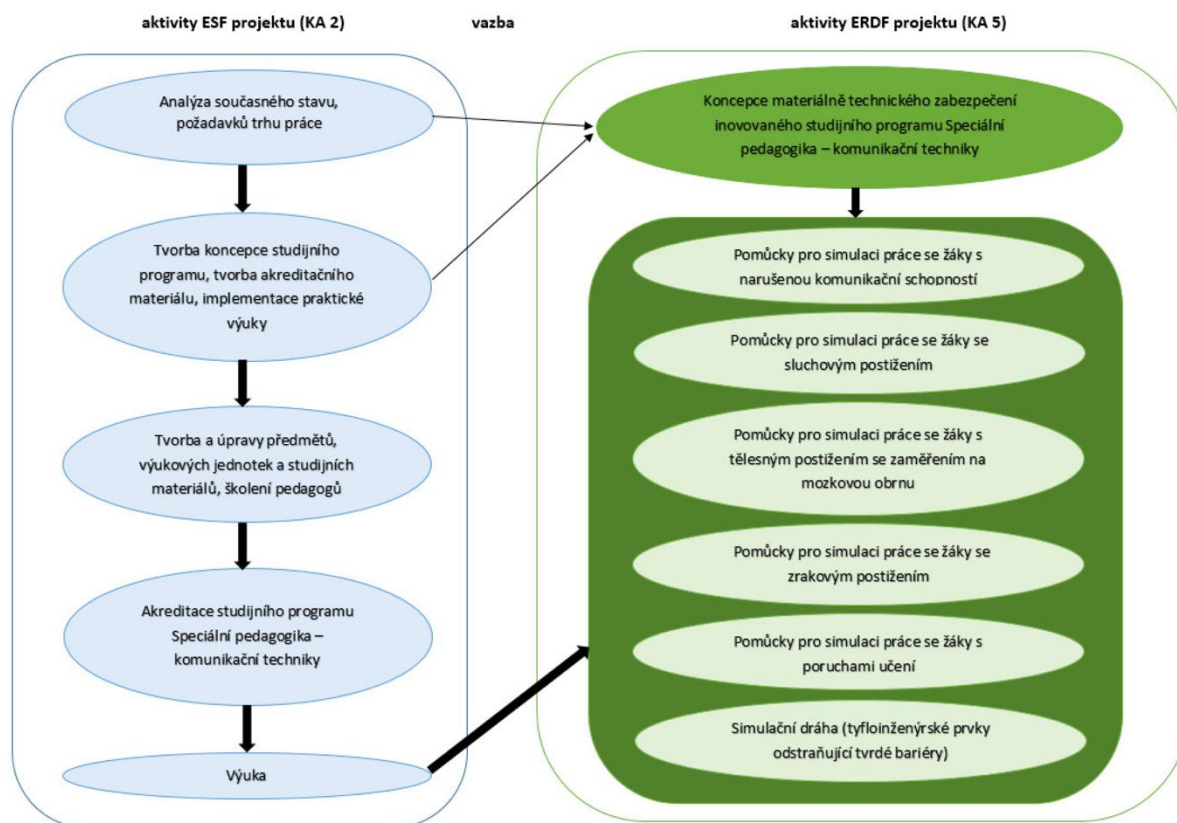 aktivity ESF projektu (KA 2)
vazba
aktivity ERDF projektu (KA 5)
Analýza současného stavu,
požadavků trhu práce
Tvorba koncepce studijního
programu, tvorba akreditačního
materiálu, implementace praktické
výuky
Tvorba a úpravy předmětů,
výukových jednotek a studijních
materiálů, školení pedagogů
Akreditace studijního programu
Speciální pedagogika –
komunikační techniky
Výuka
Koncepce materiálně technického zabezpečení
inovovaného studijního programu Speciální
pedagogika – komunikační techniky
Pomůcky pro simulaci práce se žáky s
narušenou komunikační schopností
Pomůcky pro simulaci práce se žáky se
sluchovým postižením
Pomůcky pro simulaci práce se žáky s
tělesným postižením se zaměřením na
mozkovou obrnu
Pomůcky pro simulaci práce se žáky se
zrakovým postižením
Pomůcky pro simulaci práce se žáky s
poruchami učení
Simulační dráha (tyfloinženýrské prvky
odstraňující tvrdé bariéry)